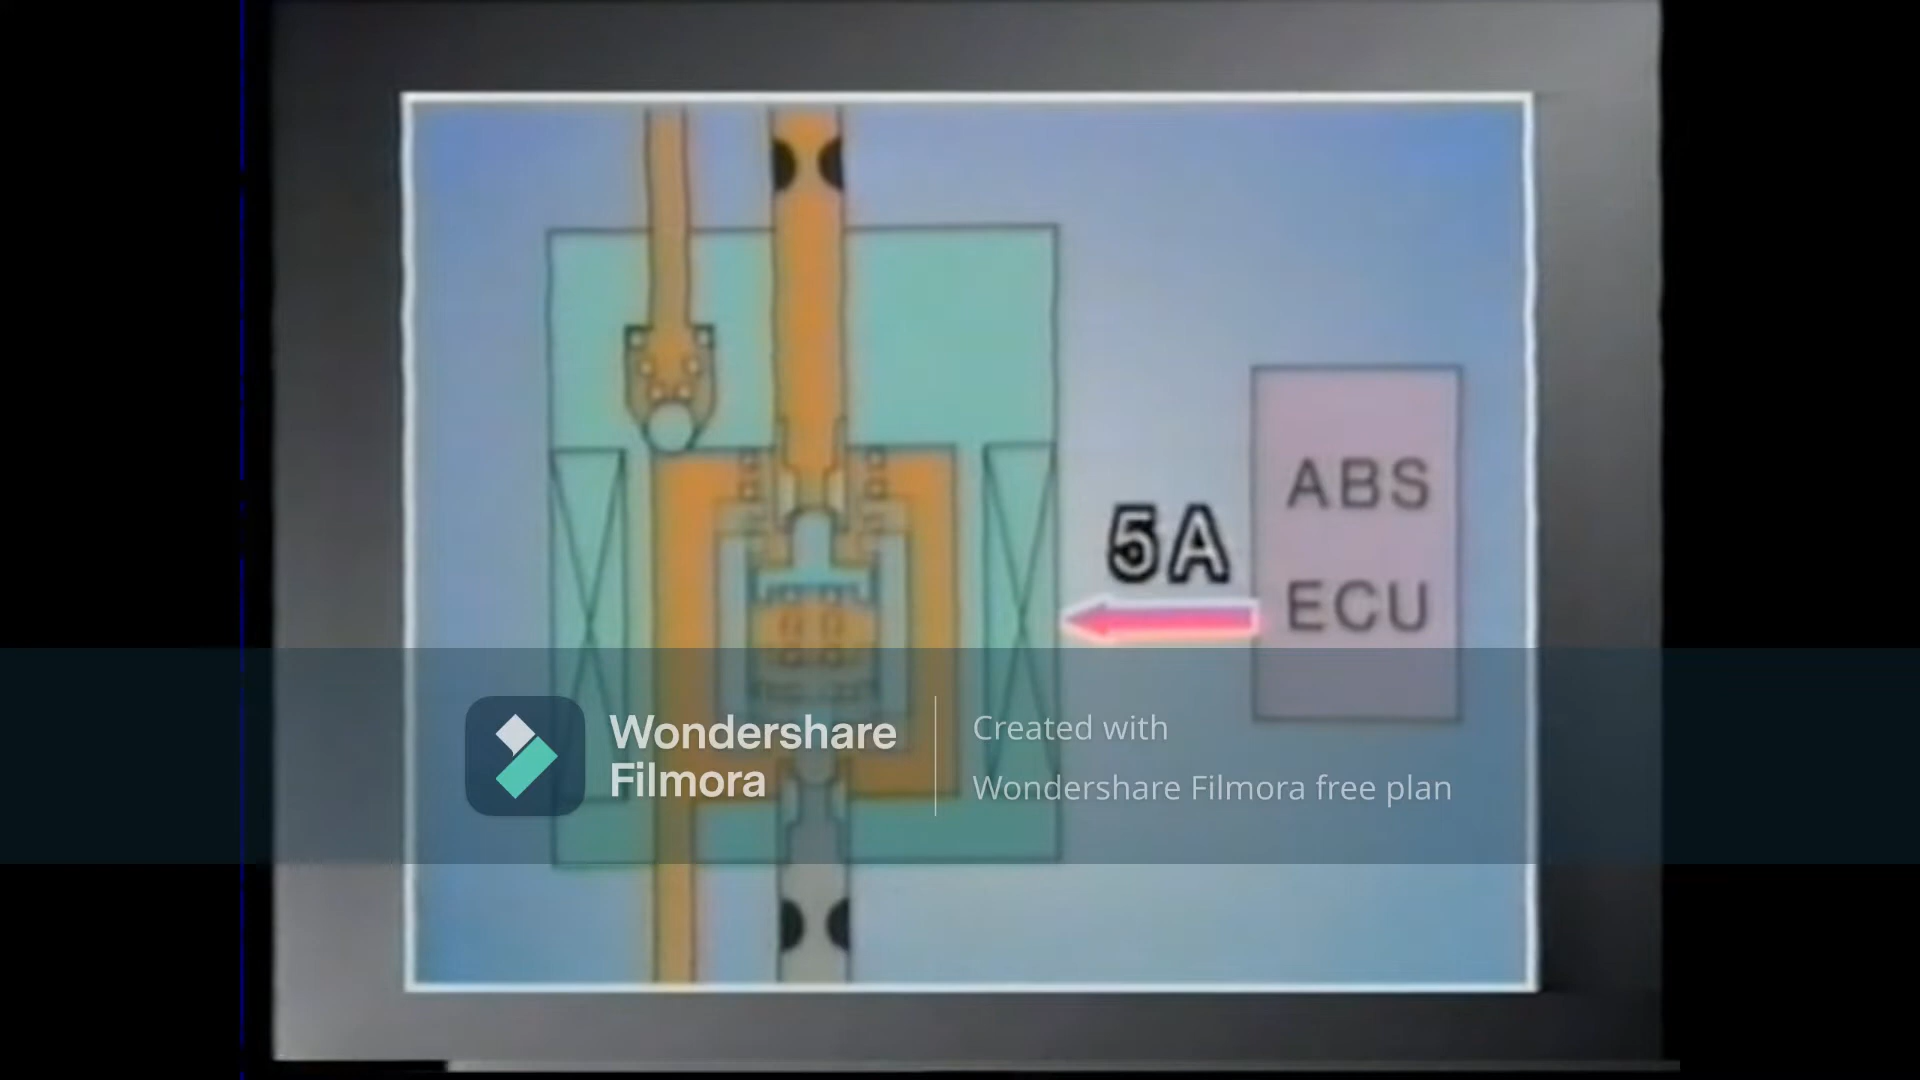 5A
ABS
ECU
Wondershare
Filmora
Created with
Wondershare Filmora free plan